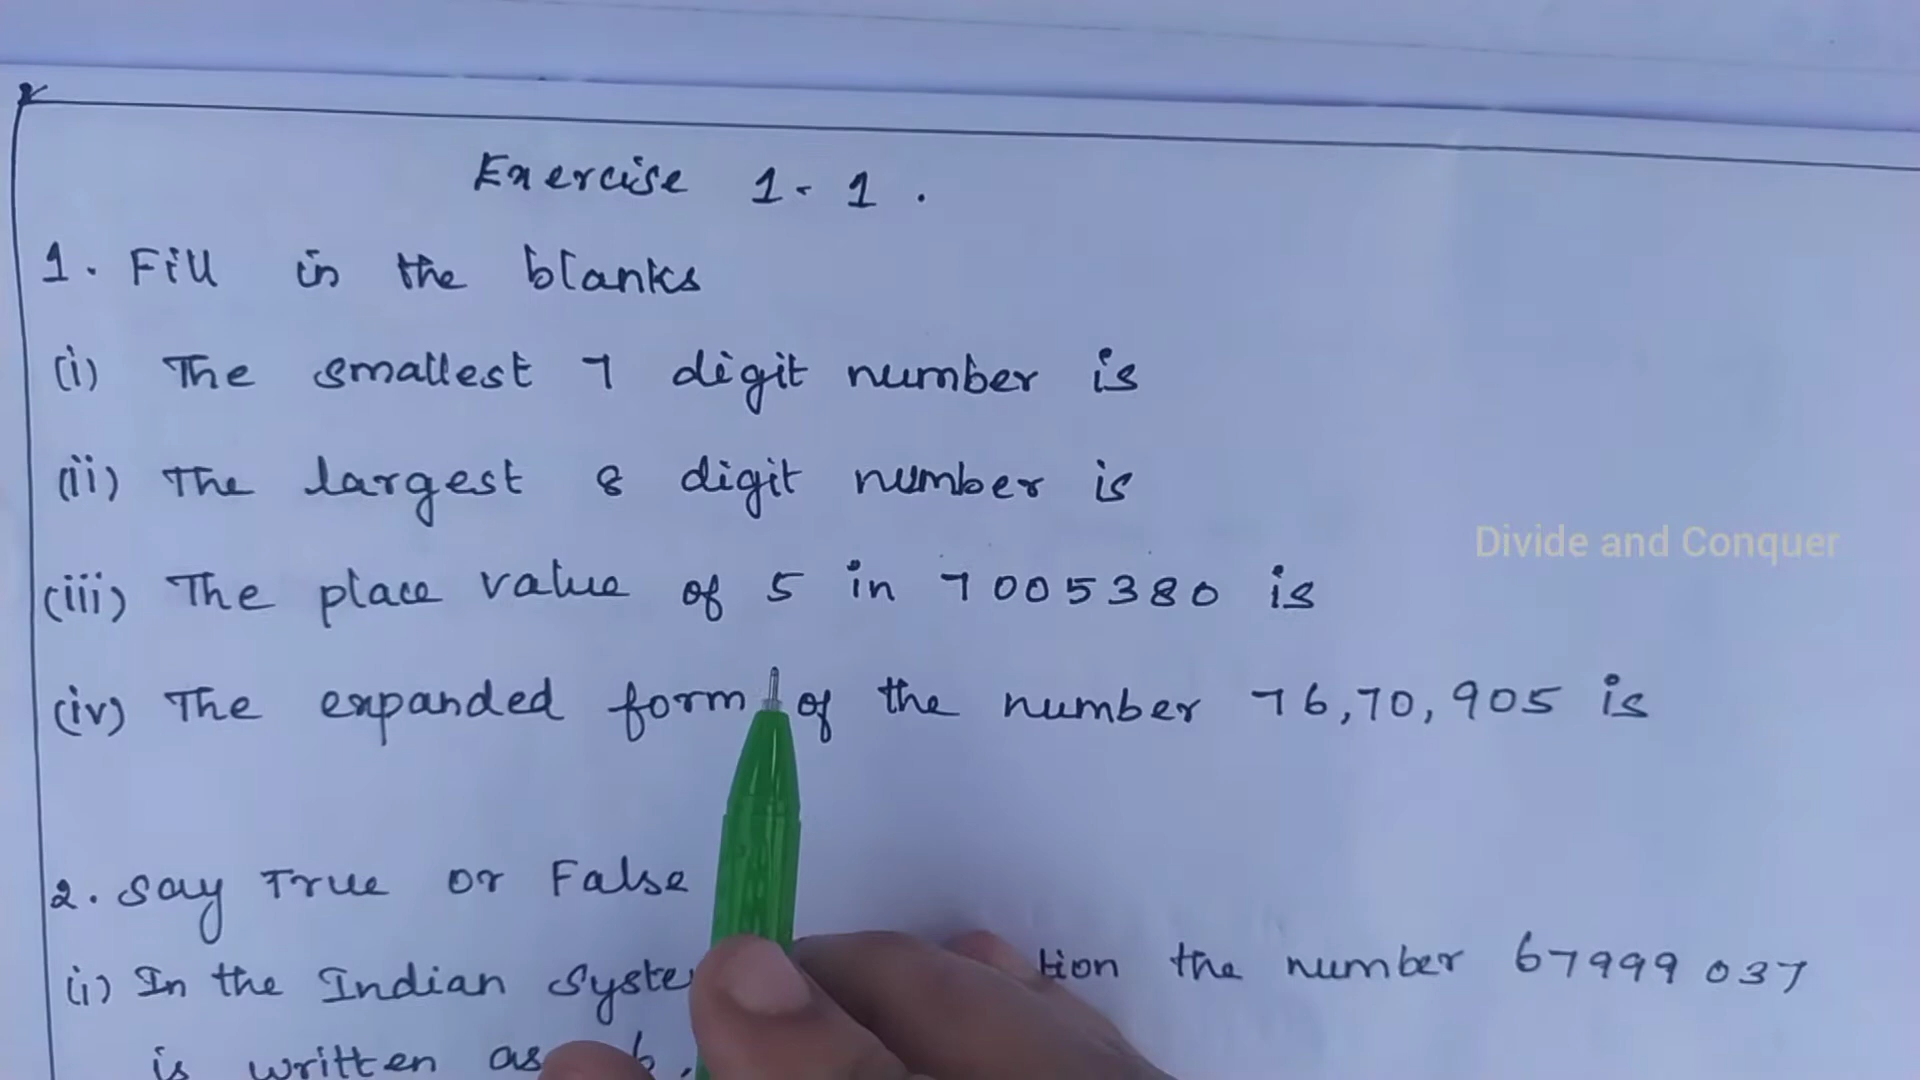 Exercise 1-1.
1. Fill in the blanks
(i) The smallest 7 digit number is
(ii) The largest 8 digit number is
Divide and Conquer
(iii) The place value of 5 in 7005380 is
(iv) The expanded form of the number 76,70,905 is
2. Say True or False
(i) In the Indian Syste tion the number 67999037
is written as 6,